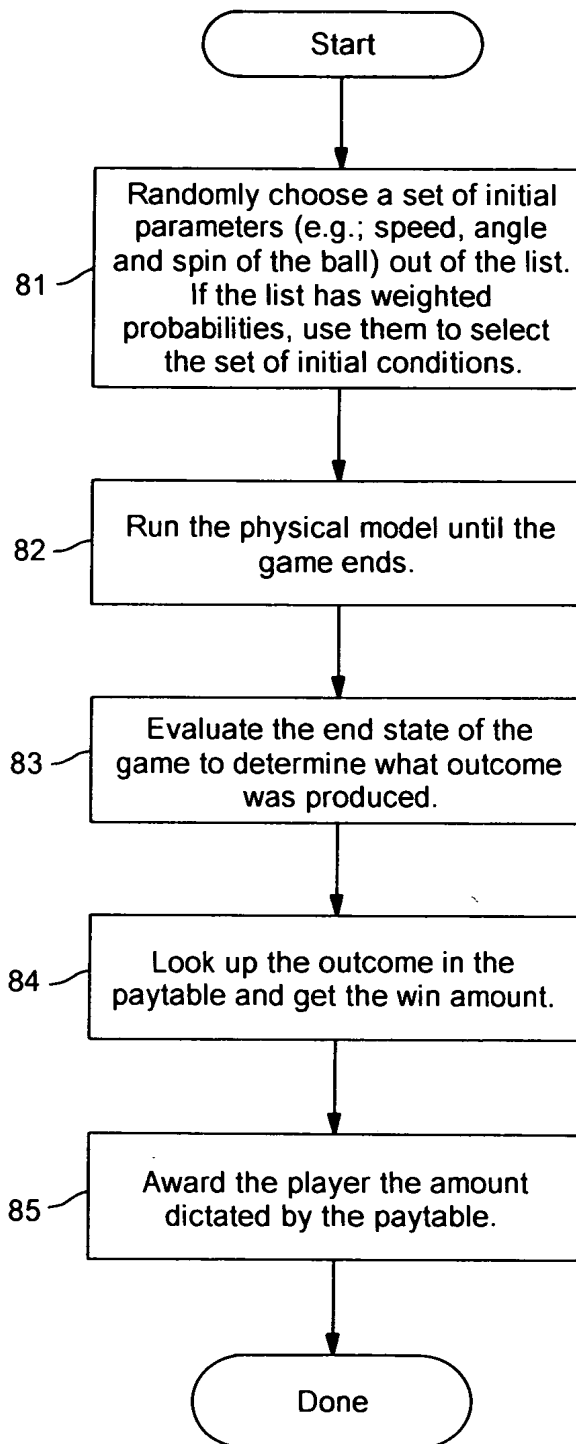 Start
81
Randomly choose a set of initial
parameters (e.g.; speed, angle
and spin of the ball) out of the list.
If the list has weighted
probabilities, use them to select
the set of initial conditions.
82
Run the physical model until the
game ends.
83
Evaluate the end state of the
game to determine what outcome
was produced.
84
Look up the outcome in the
paytable and get the win amount.
85
Award the player the amount
dictated by the paytable.
Done